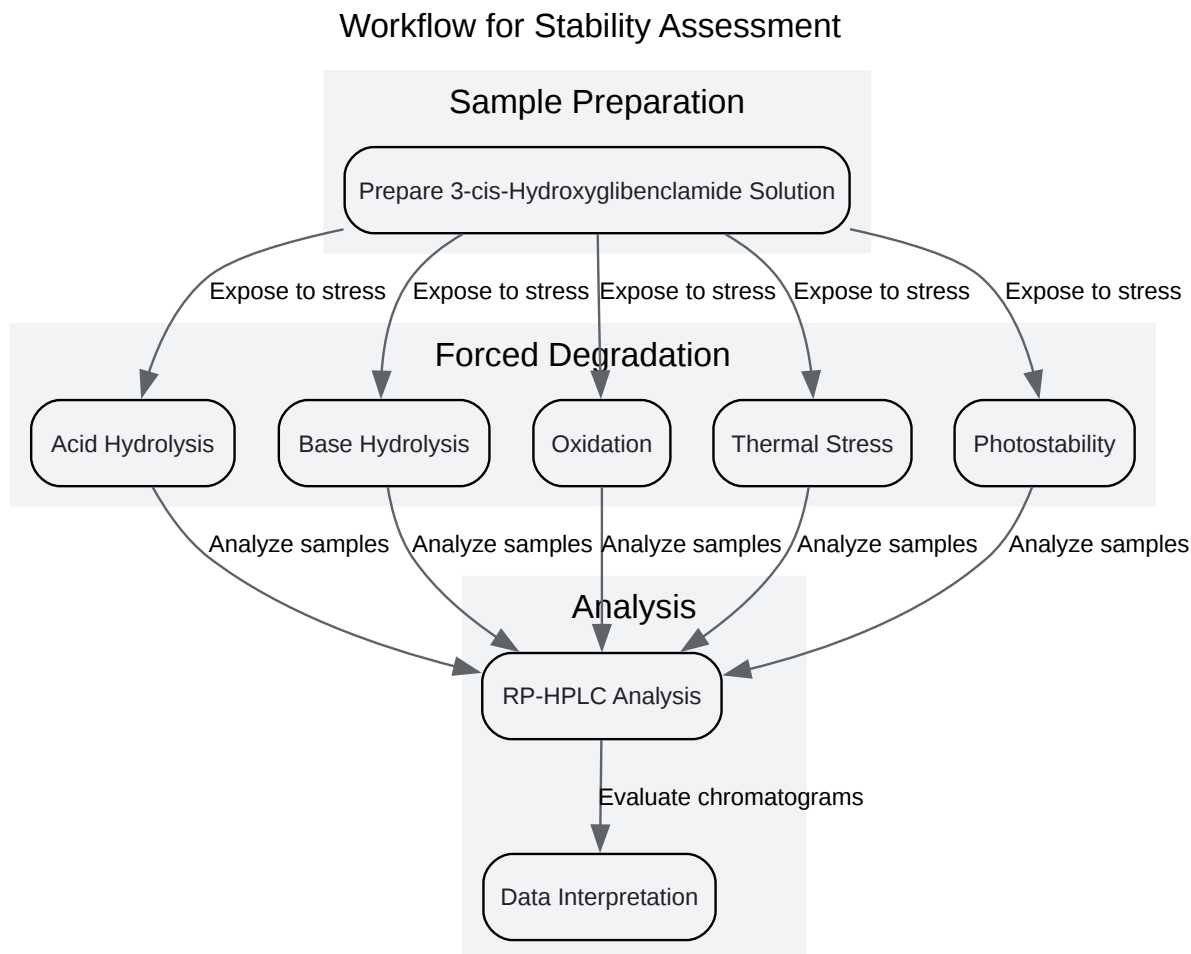 Workflow for Stability Assessment
Sample Preparation
Prepare 3-cis-Hydroxyglibenclamide Solution
Expose to stress
Expose to stress
Expose to stress
Expose to stress
Expose to stress
Forced Degradation
Acid Hydrolysis
Base Hydrolysis
Oxidation
Thermal Stress
Photostability
Analyze samples
Analyze samples
Analyze samples
Analyze samples
Analyze samples
Analysis
RP-HPLC Analysis
Evaluate chromatograms
Data Interpretation